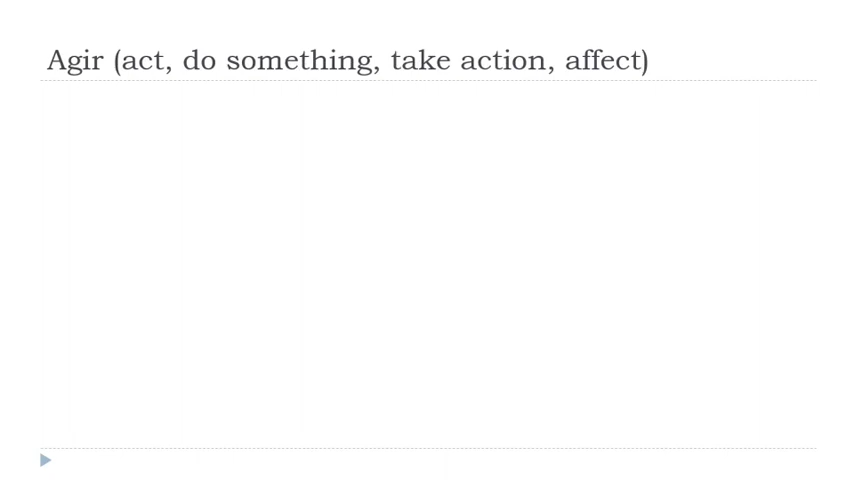 Agir (act, do something, take action, affect)